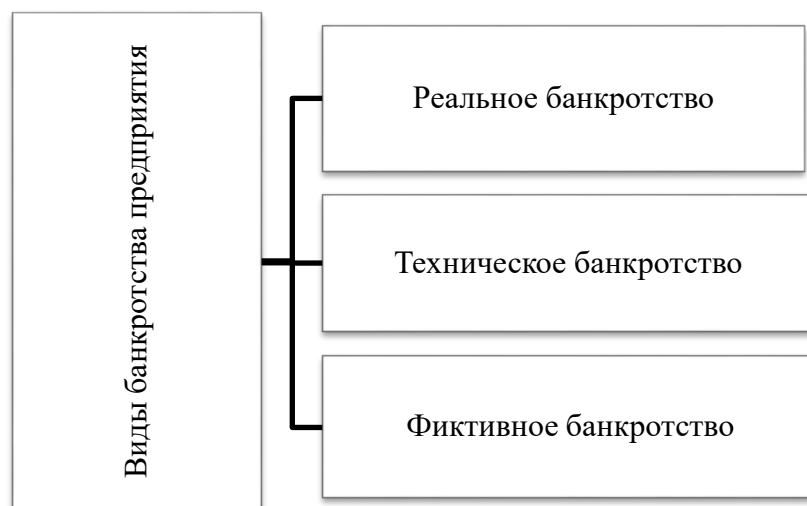 Виды банкротства предприятия
Реальное банкротство
Техническое банкротство
Фиктивное банкротство